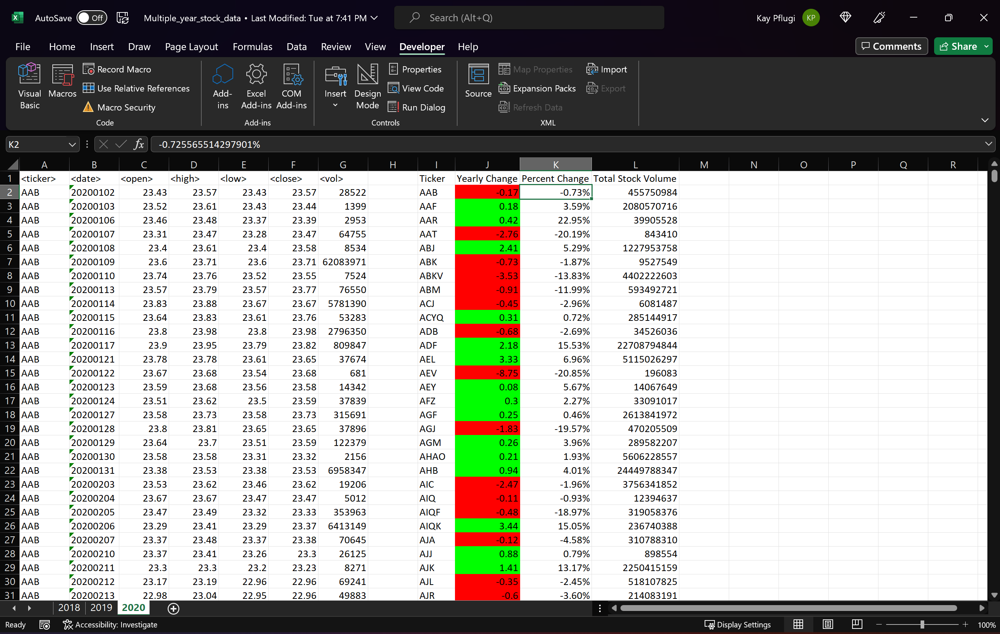 AutoSave Off Multiple_year_stock_data • Last Modified: Tue at 7:41 PM Search (Alt+Q) Kay Pflugi KP
File Home Insert Draw Page Layout Formulas Data Review View Developer Help Comments Share
Visual Basic Macros Record Macro Use Relative References Macro Security Code
Add-ins Excel Add-ins COM Add-ins Add-ins
Insert Design Mode Properties View Code Run Dialog Controls
Source Map Properties Expansion Packs Refresh Data Import Export XML
K2 fx -0.725565514297901%
A B C D E F G H I J K L M N O P Q R
1 <ticker> <date> <open> <high> <low> <close> <vol> Ticker Yearly Change Percent Change Total Stock Volume
2 AAB 20200102 23.43 23.57 23.43 23.57 28522 AAB -0.17 -0.73% 455750984
3 AAB 20200103 23.52 23.61 23.43 23.44 1399 AAF 0.18 3.59% 2080570716
4 AAB 20200106 23.46 23.48 23.37 23.39 2953 AAR 0.42 22.95% 39905528
5 AAB 20200107 23.31 23.47 23.28 23.47 64755 AAT -2.76 -20.19% 843410
6 AAB 20200108 23.4 23.61 23.4 23.58 8534 ABJ 2.41 5.29% 1227953758
7 AAB 20200109 23.6 23.71 23.6 23.71 62083971 ABK -0.73 -1.87% 9527549
8 AAB 20200110 23.74 23.76 23.52 23.55 7524 ABKV -3.53 -13.83% 4402222603
9 AAB 20200113 23.57 23.79 23.57 23.77 76550 ABM -0.91 -11.99% 593492721
10 AAB 20200114 23.83 23.88 23.67 23.67 5781390 ACJ -0.45 -2.96% 6081487
11 AAB 20200115 23.64 23.83 23.61 23.76 53283 ACYQ 0.31 0.72% 285144917
12 AAB 20200116 23.8 23.98 23.8 23.98 2796350 ADB -0.68 -2.69% 34526036
13 AAB 20200117 23.9 23.95 23.79 23.82 809847 ADF 2.18 15.53% 22708794844
14 AAB 20200121 23.78 23.78 23.61 23.65 37674 AEL 3.33 6.96% 5115026297
15 AAB 20200122 23.67 23.68 23.54 23.68 681 AEV -8.75 -20.85% 196083
16 AAB 20200123 23.59 23.68 23.56 23.58 14342 AEY 0.08 5.67% 14067649
17 AAB 20200124 23.51 23.62 23.5 23.59 37839 AFZ 0.3 2.27% 33091017
18 AAB 20200127 23.58 23.73 23.58 23.73 315691 AGF 0.25 0.46% 2613841972
19 AAB 20200128 23.8 23.81 23.65 23.65 37896 AGJ -1.83 -19.57% 470205509
20 AAB 20200129 23.64 23.7 23.51 23.59 122379 AGM 0.26 3.96% 289582207
21 AAB 20200130 23.58 23.58 23.31 23.32 2156 AHAO 0.21 1.93% 5606228557
22 AAB 20200131 23.38 23.53 23.38 23.53 6958347 AHB 0.94 4.01% 24449788347
23 AAB 20200203 23.53 23.62 23.46 23.62 19206 AIC -2.47 -1.96% 3756341852
24 AAB 20200204 23.67 23.67 23.47 23.47 5012 AIQ -0.11 -0.93% 12394637
25 AAB 20200205 23.47 23.49 23.32 23.33 353963 AIQF -0.48 -18.97% 319058376
26 AAB 20200206 23.29 23.41 23.29 23.37 6413149 AIQK 3.44 15.05% 236740388
27 AAB 20200207 23.37 23.48 23.37 23.38 70645 AJA -0.12 -4.58% 310788310
28 AAB 20200210 23.37 23.41 23.26 23.3 26125 AJJ 0.88 0.79% 898554
29 AAB 20200211 23.3 23.3 23.2 23.23 8271 AJK 1.41 13.17% 2250415159
30 AAB 20200212 23.17 23.19 22.96 22.96 69241 AJL -0.35 -2.45% 518107825
31 AAB 20200213 22.98 23.04 22.95 22.96 49883 AJR -0.6 -3.60% 214083191
2018 2019 2020
Ready Accessibility: Investigate Display Settings 100%